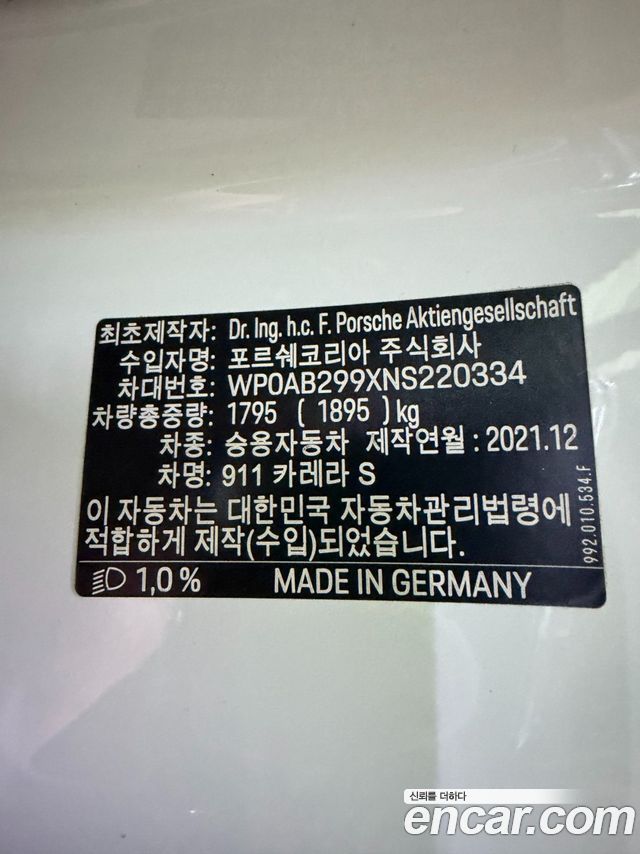 최초제작자: Dr. Ing. h.c. F. Porsche Aktiengesellschaft
수입자명: 포르쉐코리아 주식회사
차대번호: WP0AB299XNS220334
차량총중량: 1795 ( 1895 ) kg
차종: 승용자동차 제작연월 : 2021.12
차명: 911 카레라 S
이 자동차는 대한민국 자동차관리법령에
적합하게 제작(수입)되었습니다.
1,0 % MADE IN GERMANY
992.010.534.F
신뢰를 더하다
encar.com